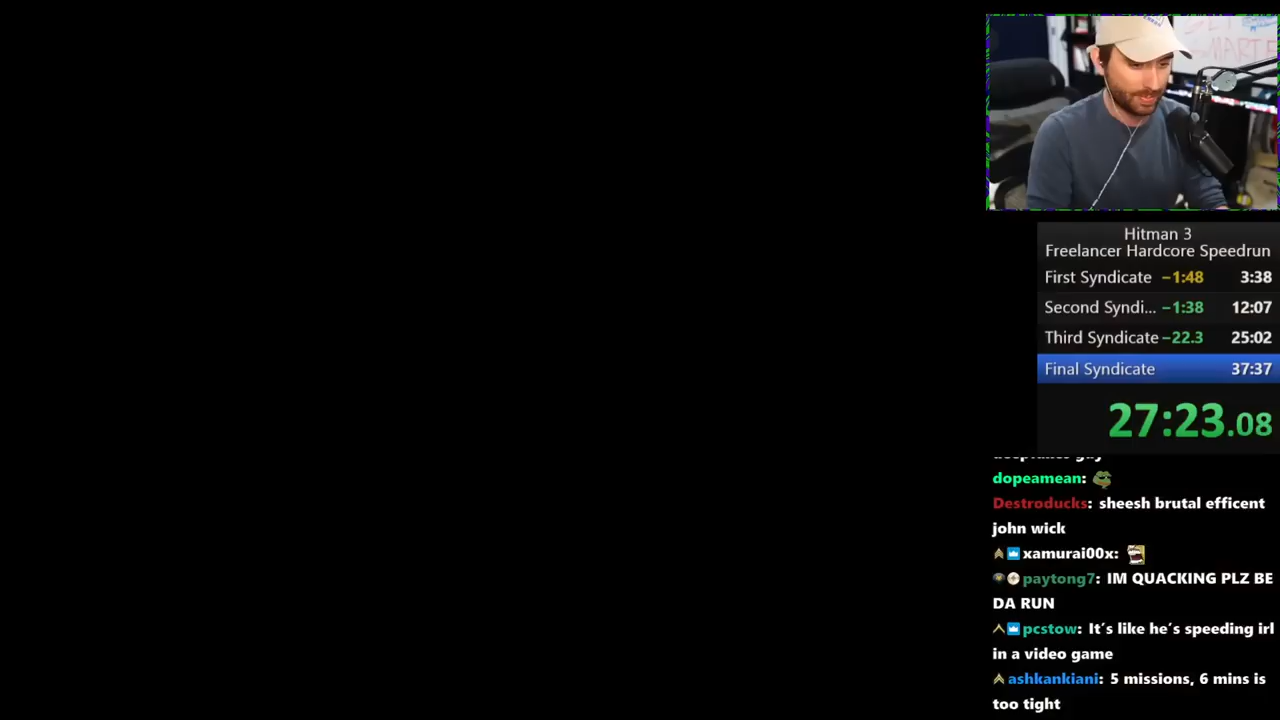 Hitman 3
Freelancer Hardcore Speedrun
First Syndicate -1:48 3:38
Second Syndi... -1:38 12:07
Third Syndicate -22.3 25:02
Final Syndicate 37:37
27:23.08
dopeamean:
Destroducks: sheesh brutal efficent
john wick
xamurai00x:
paytong7: IM QUACKING PLZ BE
DA RUN
pcstow: It's like he's speeding irl
in a video game
ashkankiani: 5 missions, 6 mins is
too tight